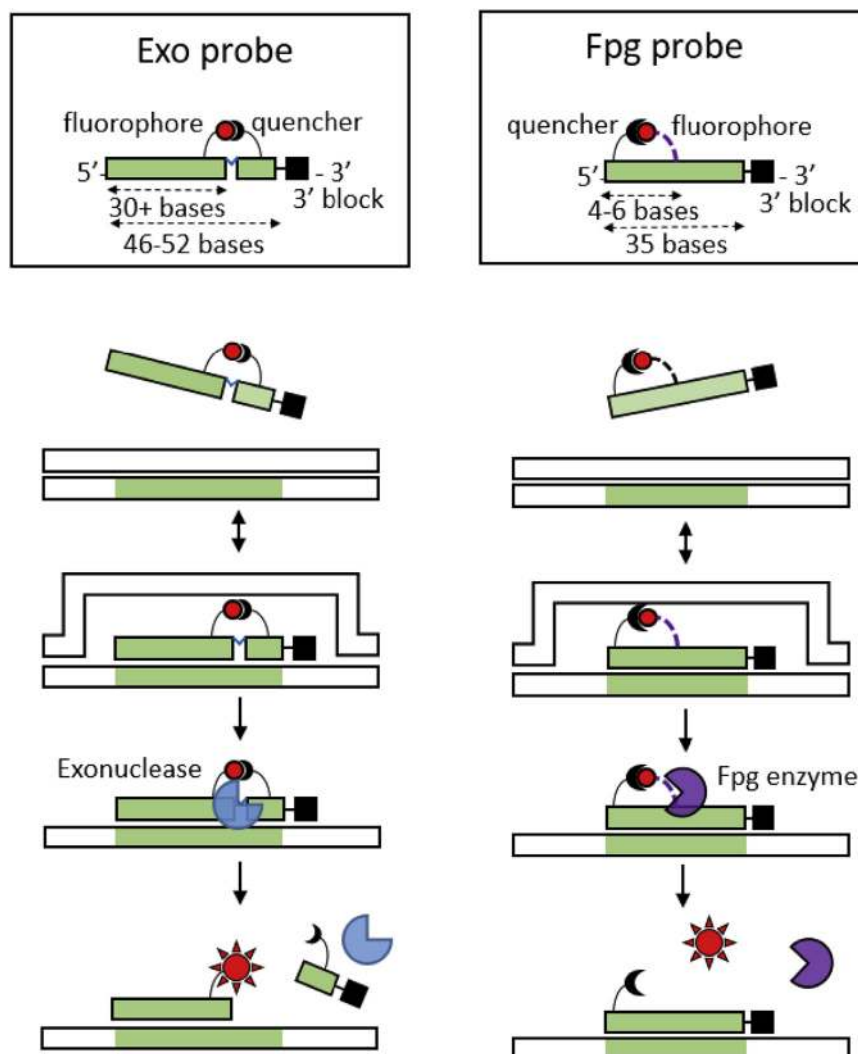 Exo probe
fluorophore
quencher
5’
- 3’
30+ bases
3’ block
46-52 bases
Fpg probe
quencher
fluorophore
5’
- 3’
4-6 bases
3’ block
35 bases
Exonuclease
Fpg enzyme